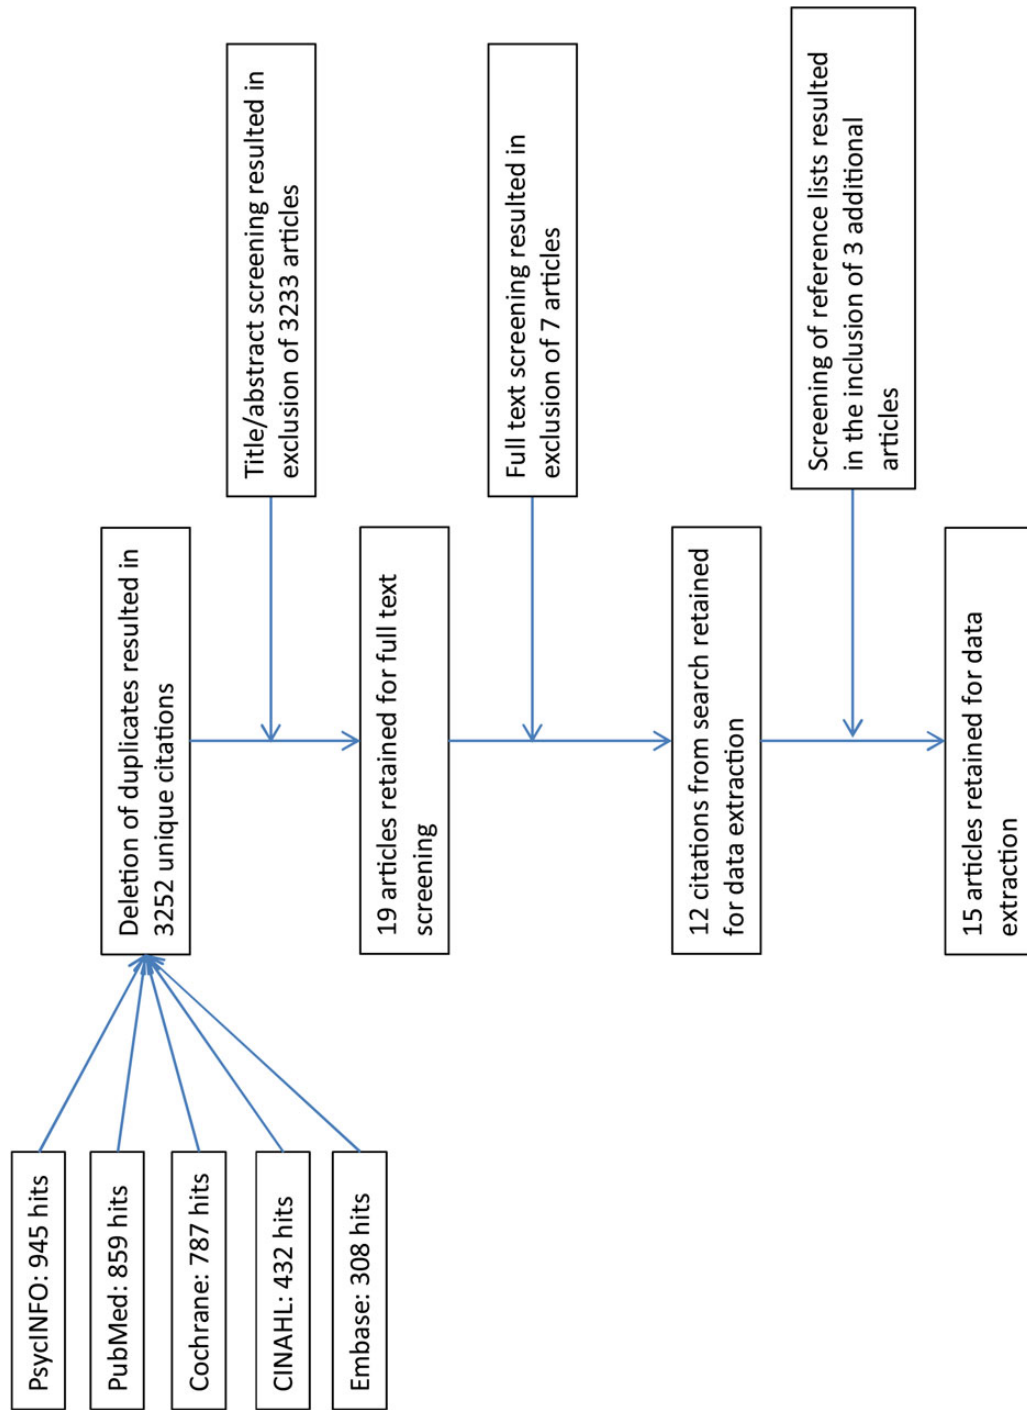 PsycINFO: 945 hits
PubMed: 859 hits
Cochrane: 787 hits
CINAHL: 432 hits
Embase: 308 hits
Deletion of duplicates resulted in
3252 unique citations
Title/abstract screening resulted in
exclusion of 3233 articles
19 articles retained for full text
screening
Full text screening resulted in
exclusion of 7 articles
12 citations from search retained
for data extraction
Screening of reference lists resulted
in the inclusion of 3 additional
articles
15 articles retained for data
extraction